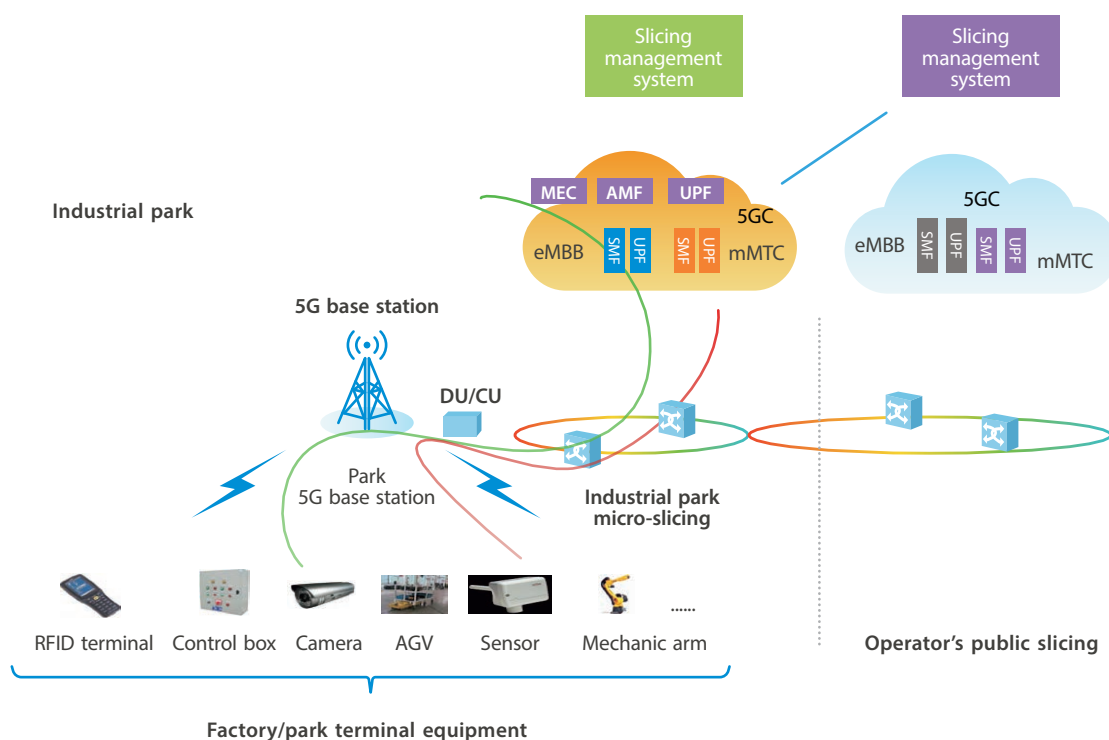 Slicing
management
system
Slicing
management
system
MEC
AMF
UPF
5GC
eMBB
SMF
UPF
SMF
UPF
mMTC
5GC
eMBB
SMF
UPF
SMF
UPF
mMTC
Industrial park
5G base station
DU/CU
Park
5G base station
Industrial park
micro-slicing
RFID terminal
Control box
Camera
AGV
Sensor
Mechanic arm
......
Operator's public slicing
Factory/park terminal equipment